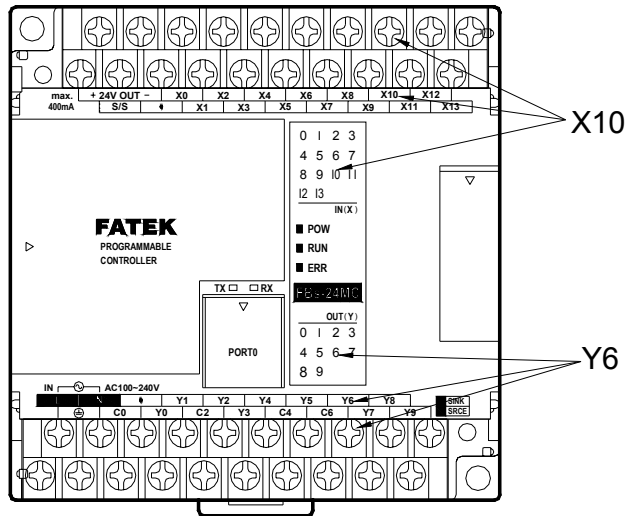 max. + 24V OUT − X0 X2 X4 X6 X8 X10 X12
400mA S/S X1 X3 X5 X7 X9 X11 X13
X10
0 1 2 3
4 5 6 7
8 9 10 11
12 13
IN(X)
FATEK
PROGRAMMABLE
CONTROLLER
POW
RUN
ERR
TX RX
FBs-24MC
OUT(Y)
0 1 2 3
4 5 6 7
8 9
PORT0
Y6
IN AC100~240V
Y1 Y2 Y4 Y5 Y6 Y8 SINK
C0 Y0 C2 Y3 C4 C6 Y7 Y9 SRCE